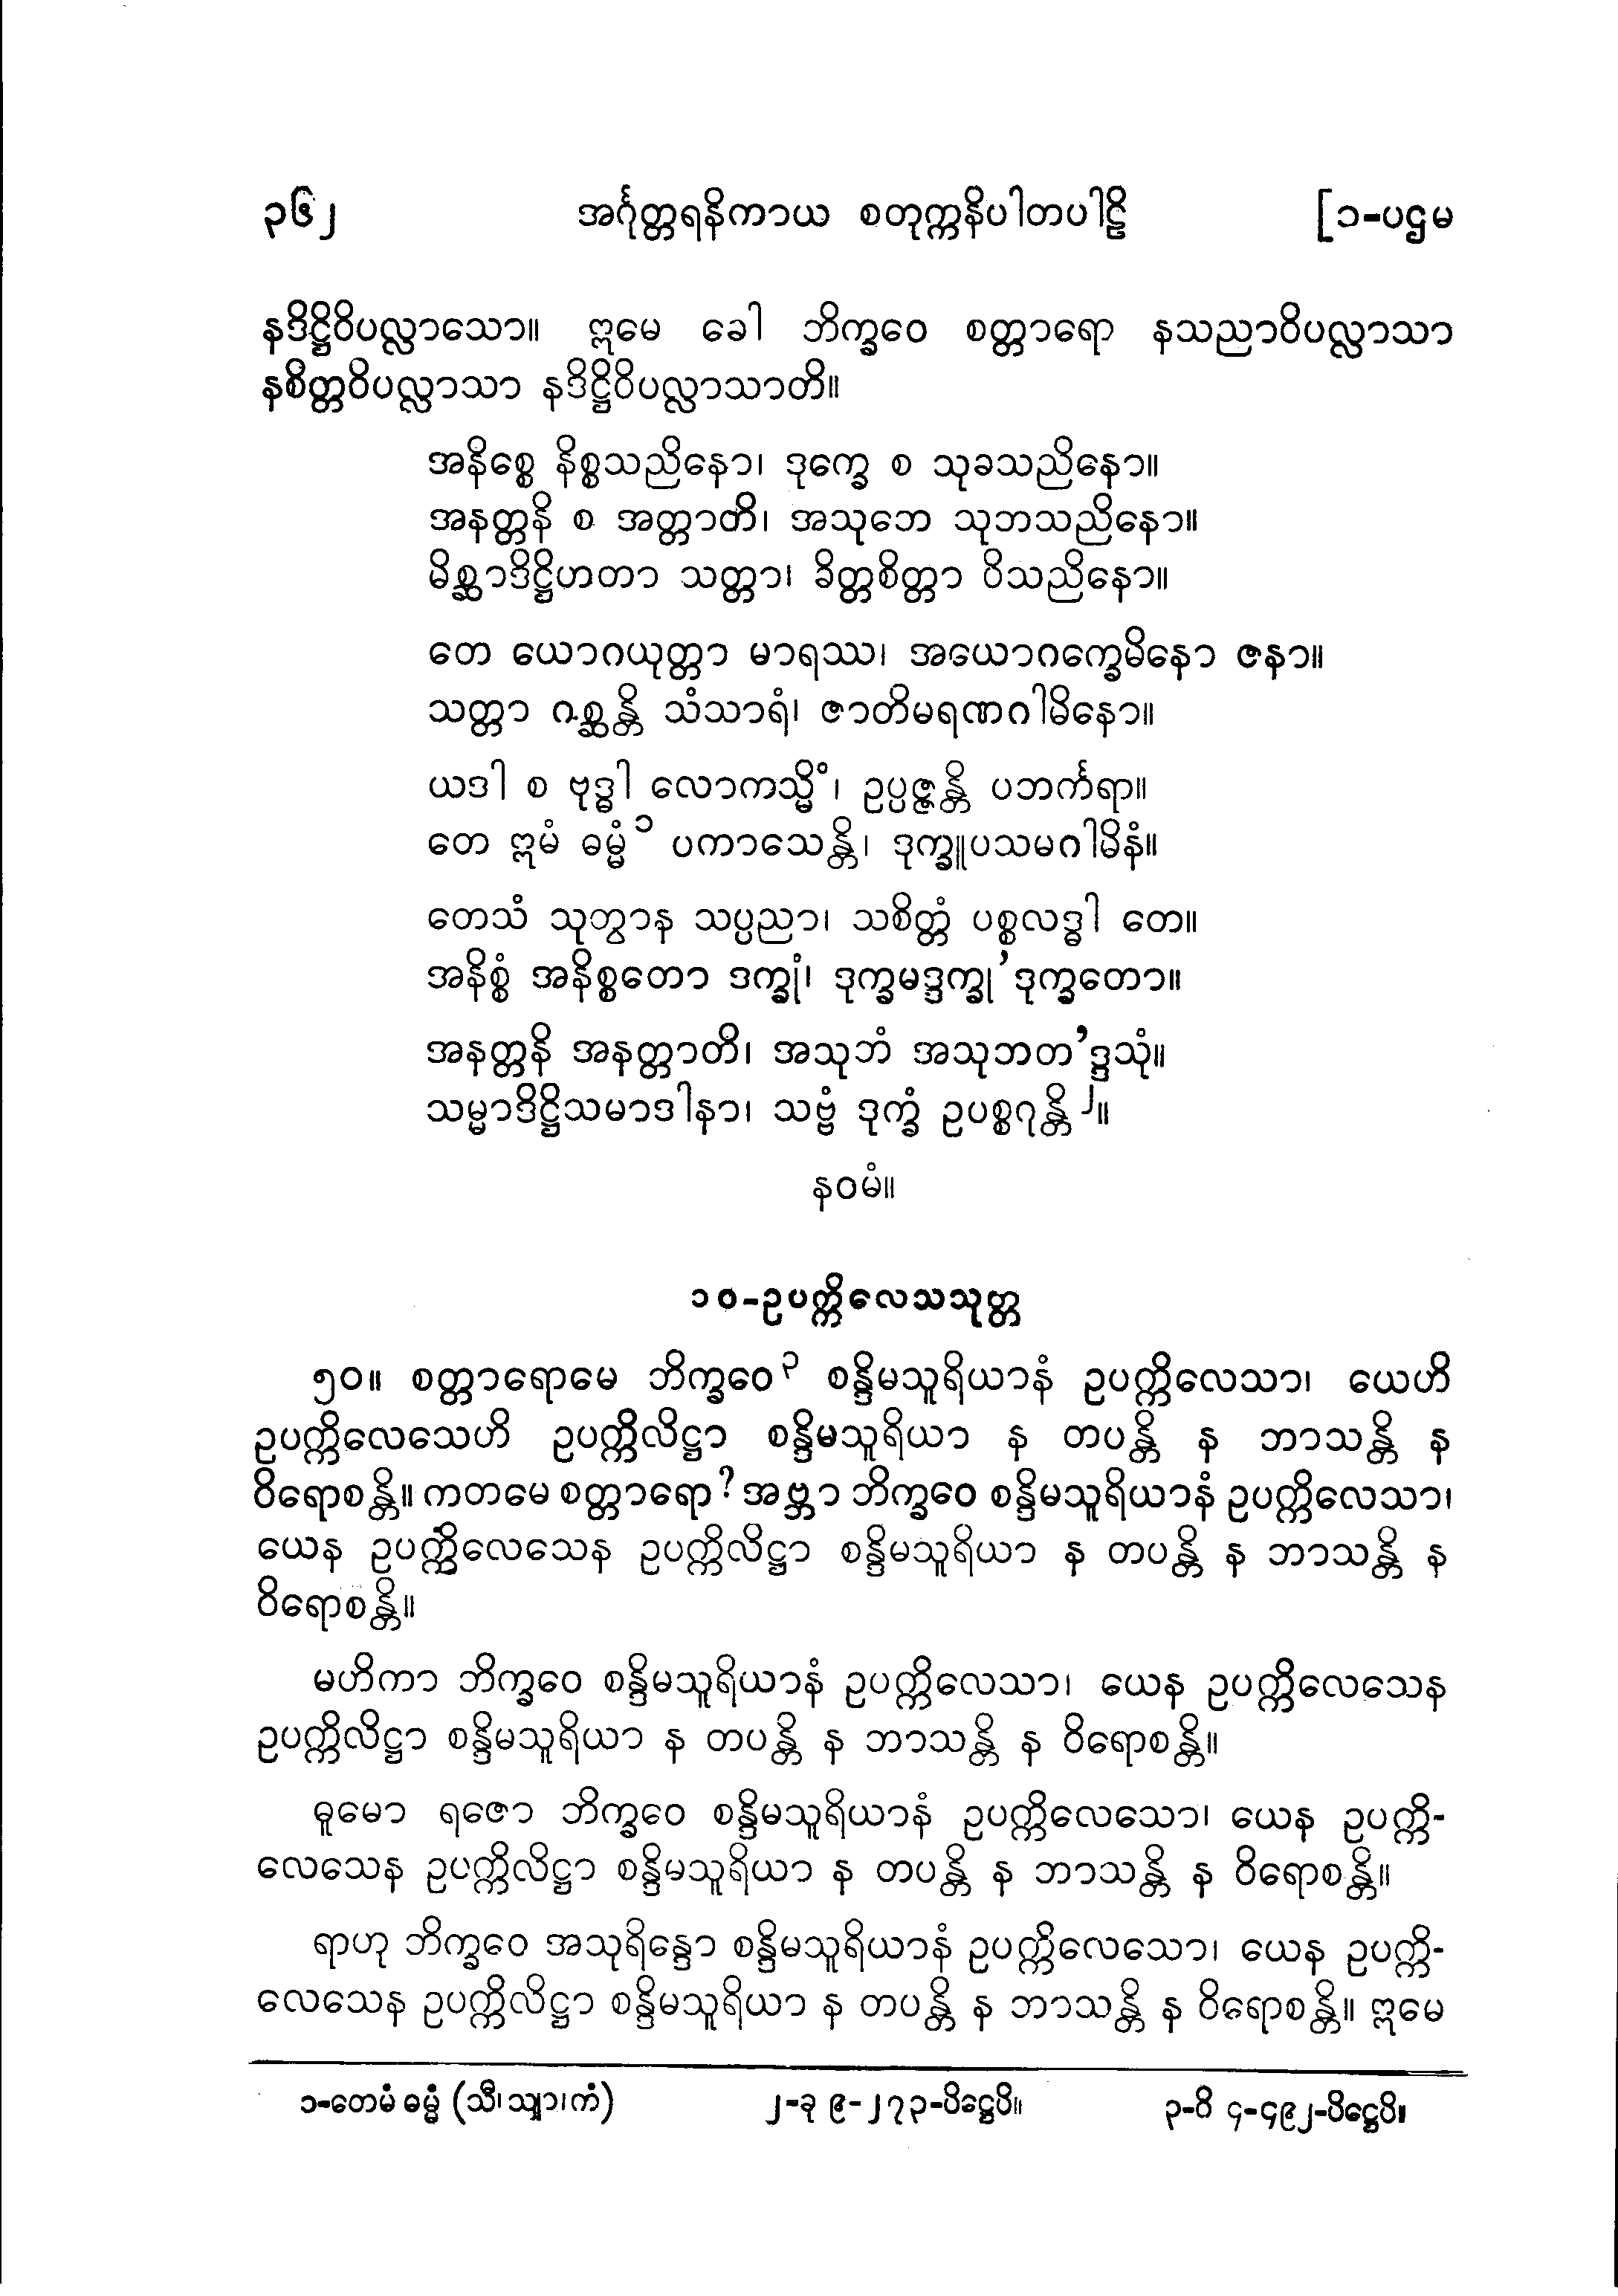 ၃၆၂ အင်္ဂုတ္တရနိကာယ စတုက္ကနိပါတပါဠိ [၁-ပဌမ
နဒိဋ္ဌိဝိပလ္လာသော။ ဣမေ ခေါ ဘိက္ခဝေ စတ္တာရော နသညာဝိပလ္လာသာ
နစိတ္တဝိပလ္လာသာ နဒိဋ္ဌိဝိပလ္လာသာတိ။
အနိစ္စေ နိစ္စသညိနော၊ ဒုက္ခေ စ သုခသညိနော။
အနတ္တနိ စ အတ္တာတိ၊ အသုဘေ သုဘသညိနော။
မိစ္ဆာဒိဋ္ဌိဟတာ သတ္တာ၊ ခိတ္တစိတ္တာ ဝိသညိနော။
တေ ယောဂယုတ္တာ မာရဿ၊ အယောဂက္ခေမိနော ဇနာ။
သတ္တာ ဂစ္ဆန္တိ သံသာရံ၊ ဇာတိမရဏဂါမိနော။
ယဒါ စ ဗုဒ္ဓါ လောကသ္မိံ၊ ဥပ္ပဇ္ဇန္တိ ပဘင်္ကရာ။
တေ ဣမံ ဓမ္မံ ၁ ပကာသေန္တိ၊ ဒုက္ခူပသမဂါမိနံ။
တေသံ သုတွာန သပ္ပညာ၊ သစိတ္တံ ပစ္စလဒ္ဓါ တေ။
အနိစ္စံ အနိစ္စတော ဒက္ခုံ၊ ဒုက္ခမဒ္ဒက္ခု’ဒုက္ခတော။
အနတ္တနိ အနတ္တာတိ၊ အသုဘံ အသုဘတ’ဒ္ဒသုံ။
သမ္မာဒိဋ္ဌိသမာဒါနာ၊ သဗ္ဗံ ဒုက္ခံ ဥပစ္စဂုန္တိ ၂။
နဝမံ။
၁၀-ဥပက္ကိလေသသုတ္တ
၅၀။ စတ္တာရောမေ ဘိက္ခဝေ ၃ စန္ဒိမသူရိယာနံ ဥပက္ကိလေသာ၊ ယေဟိ
ဥပက္ကိလေသေဟိ ဥပက္ကိလိဋ္ဌာ စန္ဒိမသူရိယာ န တပန္တိ န ဘာသန္တိ န
ဝိရောစန္တိ။ ကတမေ စတ္တာရော? အဗ္ဘာ ဘိက္ခဝေ စန္ဒိမသူရိယာနံ ဥပက္ကိလေသာ၊
ယေန ဥပက္ကိလေသေန ဥပက္ကိလိဋ္ဌာ စန္ဒိမသူရိယာ န တပန္တိ န ဘာသန္တိ န
ဝိရောစန္တိ။
မဟိကာ ဘိက္ခဝေ စန္ဒိမသူရိယာနံ ဥပက္ကိလေသာ၊ ယေန ဥပက္ကိလေသေန
ဥပက္ကိလိဋ္ဌာ စန္ဒိမသူရိယာ န တပန္တိ န ဘာသန္တိ န ဝိရောစန္တိ။
ဓူမော ရဇော ဘိက္ခဝေ စန္ဒိမသူရိယာနံ ဥပက္ကိလေသော၊ ယေန ဥပက္ကိ-
လေသေန ဥပက္ကိလိဋ္ဌာ စန္ဒိမသူရိယာ န တပန္တိ န ဘာသန္တိ န ဝိရောစန္တိ။
ရာဟု ဘိက္ခဝေ အသုရိန္ဒော စန္ဒိမသူရိယာနံ ဥပက္ကိလေသော၊ ယေန ဥပက္ကိ-
လေသေန ဥပက္ကိလိဋ္ဌာ စန္ဒိမသူရိယာ န တပန္တိ န ဘာသန္တိ န ဝိရောစန္တိ။ ဣမေ
၁-တေမံ ဓမ္မံ (သီ၊ သျာ၊ ကံ) ၂-ခု ၉-၂၇၃-ပိဋ္ဌေပိ။ ၃-ဝိ ၄-၄၉၂-ပိဋ္ဌေပိ။